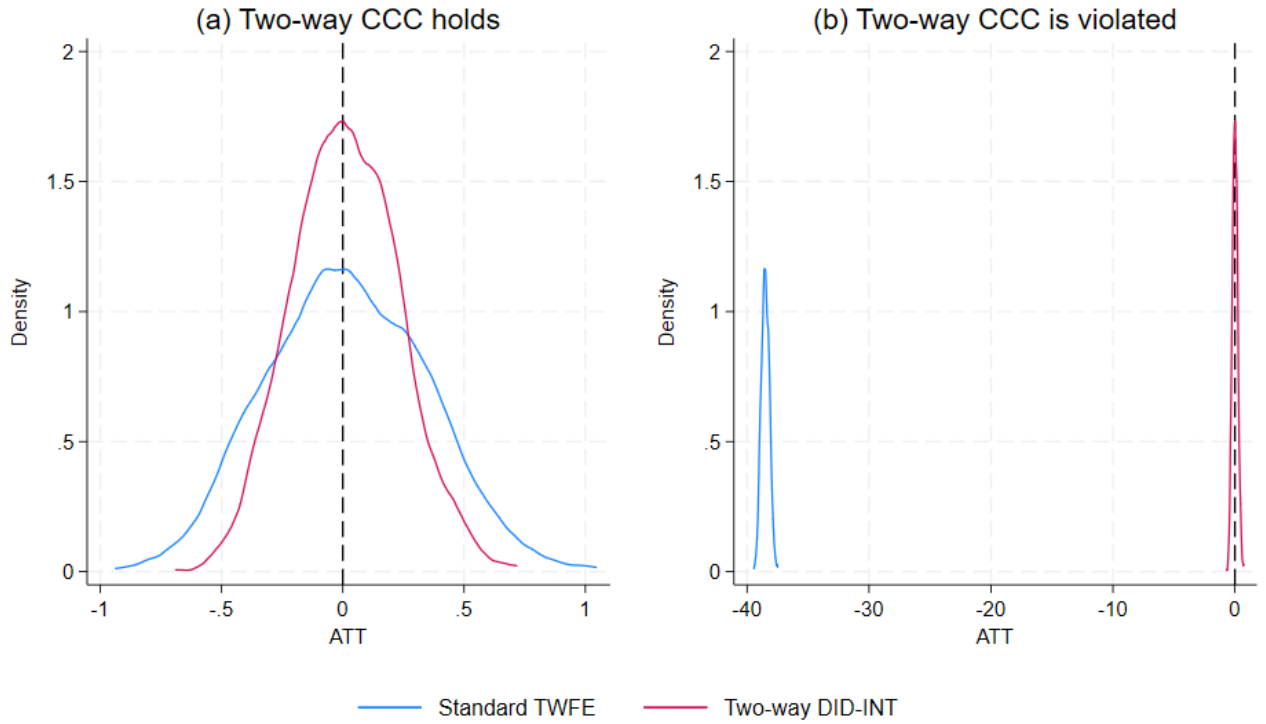 (a) Two-way CCC holds
2
1.5
1
.5
0
Density
-1 -.5 0 .5 1
ATT
(b) Two-way CCC is violated
2
1.5
1
.5
0
Density
-40 -30 -20 -10 0
ATT
Standard TWFE Two-way DID-INT